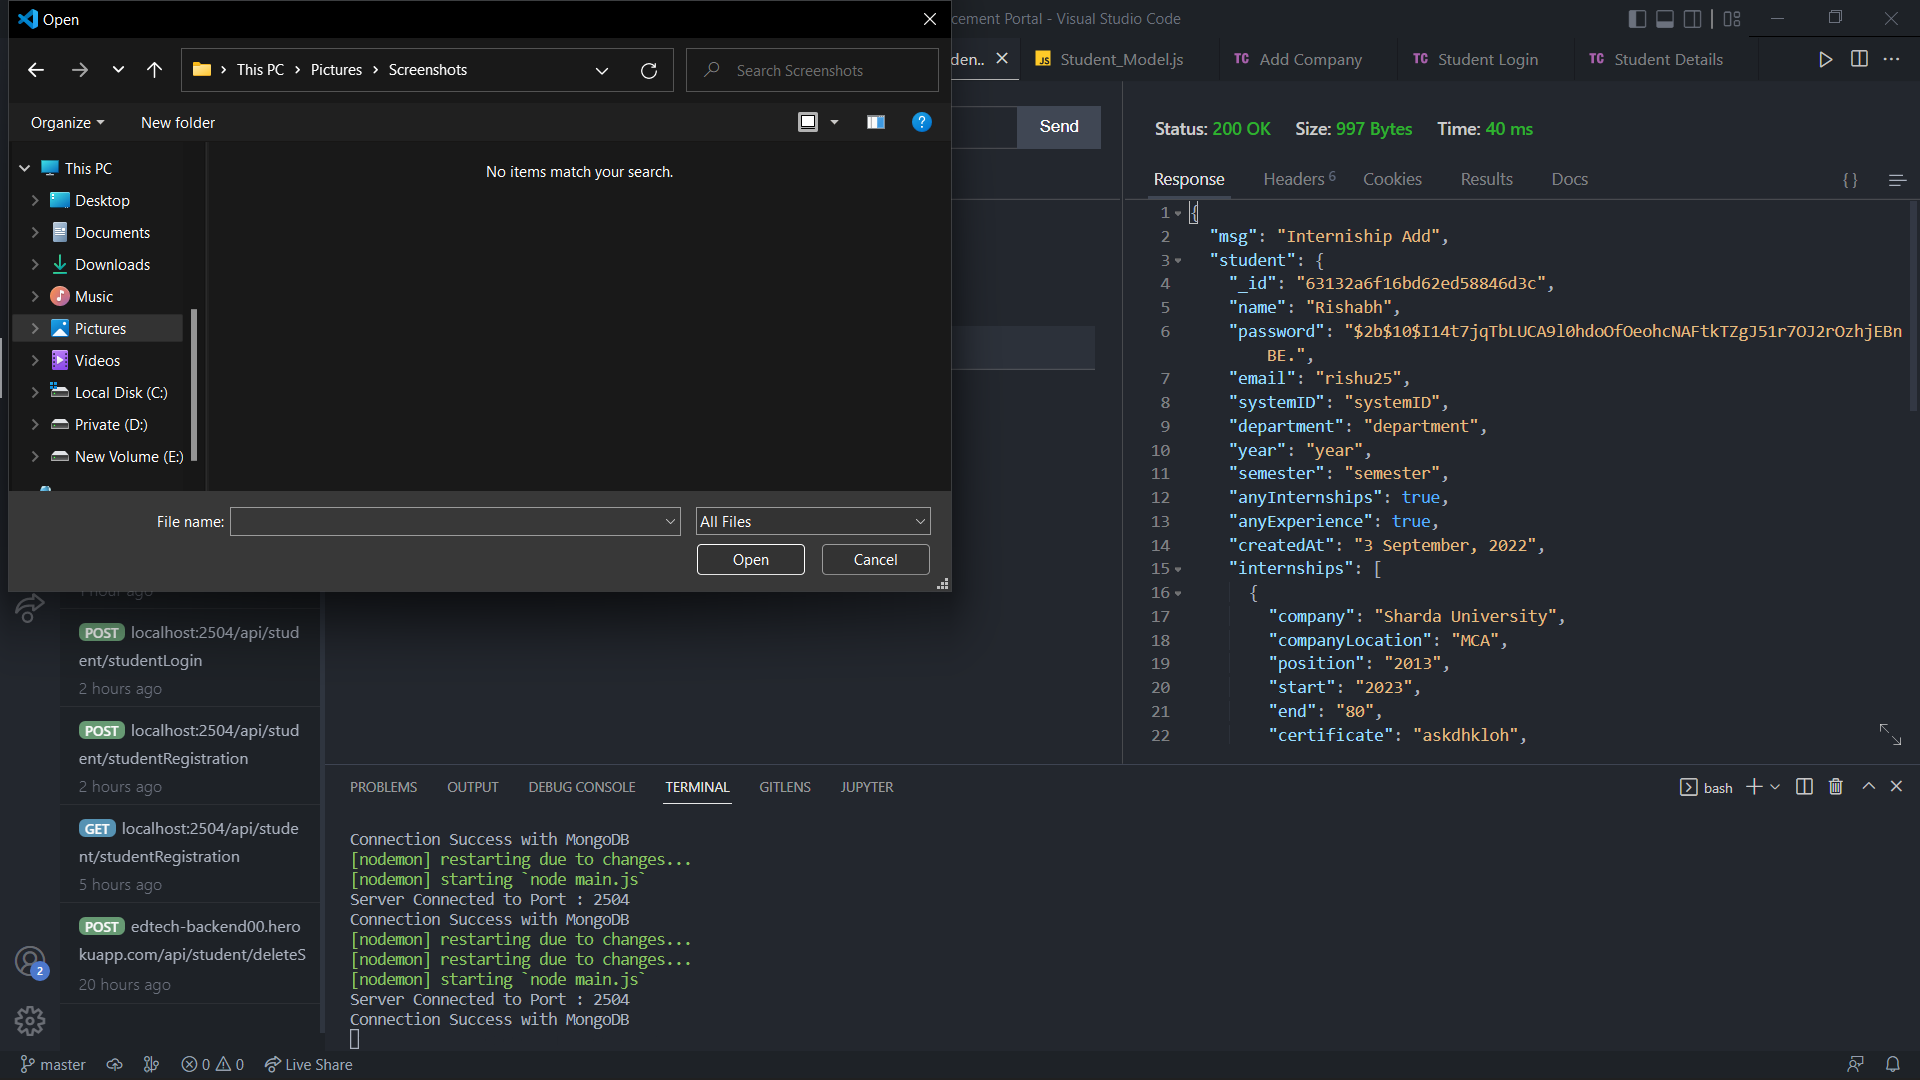 Open
cement Portal - Visual Studio Code
This PC > Pictures > Screenshots
Search Screenshots
den..
Student_Model.js
TC Add Company
TC Student Login
TC Student Details
Organize
New folder
Send
Status: 200 OK Size: 997 Bytes Time: 40 ms
Response Headers 6 Cookies Results Docs
{ }
This PC
Desktop
Documents
Downloads
Music
Pictures
Videos
Local Disk (C:)
Private (D:)
New Volume (E:)
No items match your search.
File name:
All Files
Open
Cancel
1 {
2 "msg": "Interniship Add",
3 "student": {
4 "_id": "63132a6f16bd62ed58846d3c",
5 "name": "Rishabh",
6 "password": "$2b$10$I14t7jqTbLUCA9l0hdoOfOeohcNAFtkTZgJ51r7OJ2rOzhjEBn
BE.",
7 "email": "rishu25",
8 "systemID": "systemID",
9 "department": "department",
10 "year": "year",
11 "semester": "semester",
12 "anyInternships": true,
13 "anyExperience": true,
14 "createdAt": "3 September, 2022",
15 "internships": [
16 {
17 "company": "Sharda University",
18 "companyLocation": "MCA",
19 "position": "2013",
20 "start": "2023",
21 "end": "80",
22 "certificate": "askdhkloh",
1 hour ago
POST localhost:2504/api/stud
ent/studentLogin
2 hours ago
POST localhost:2504/api/stud
ent/studentRegistration
2 hours ago
GET localhost:2504/api/stude
nt/studentRegistration
5 hours ago
POST edtech-backend00.hero
kuapp.com/api/student/deleteS
20 hours ago
2
PROBLEMS OUTPUT DEBUG CONSOLE TERMINAL GITLENS JUPYTER
bash
Connection Success with MongoDB
[nodemon] restarting due to changes...
[nodemon] starting `node main.js`
Server Connected to Port : 2504
Connection Success with MongoDB
[nodemon] restarting due to changes...
[nodemon] restarting due to changes...
[nodemon] starting `node main.js`
Server Connected to Port : 2504
Connection Success with MongoDB
master
0 0
Live Share